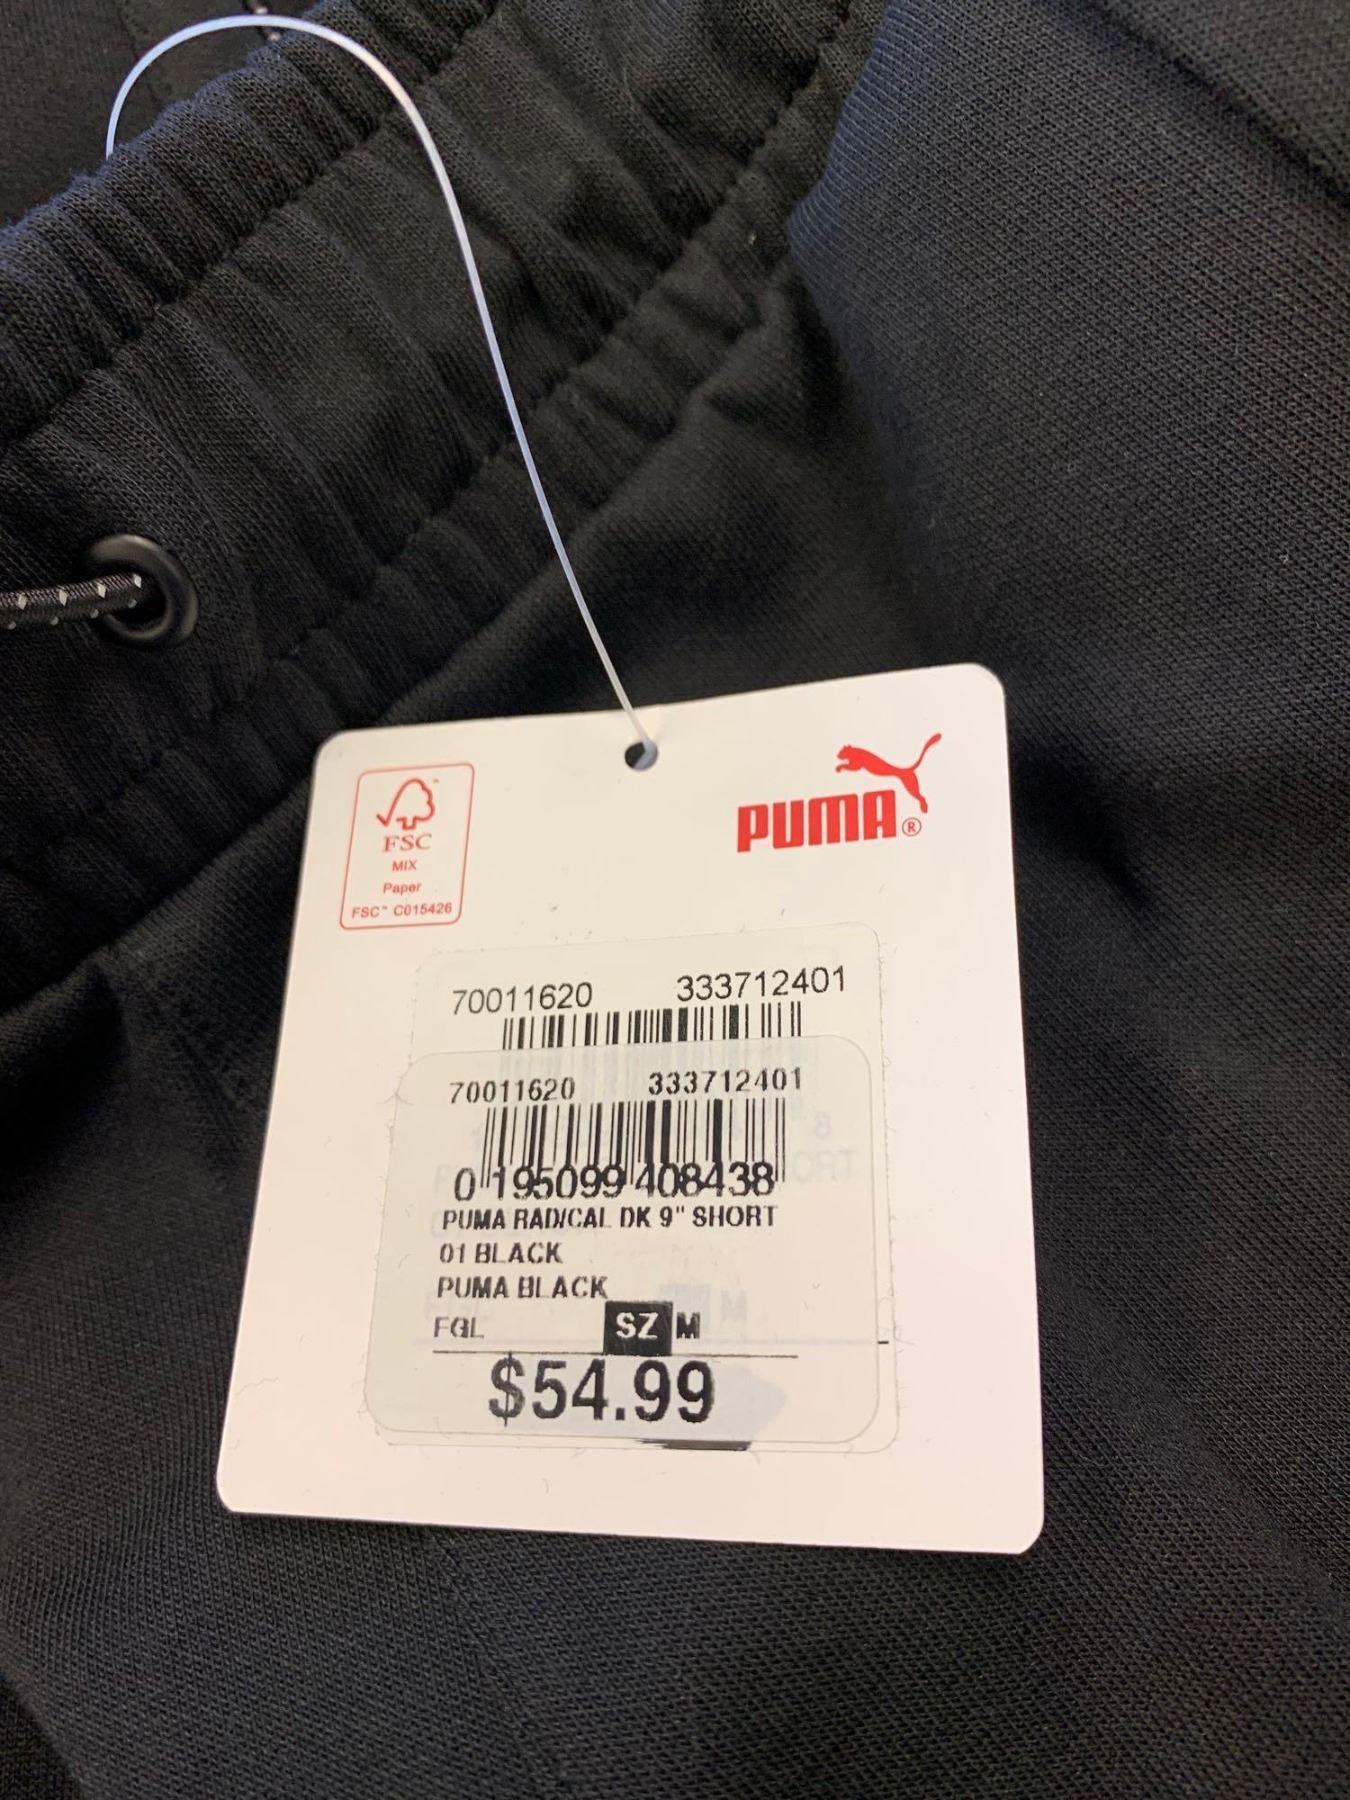 FSC
MIX
Paper
FSC™ C015426
PUMA®
70011620 333712401
70011620 333712401
0 195099 408438
PUMA RADICAL DK 9" SHORT
01 BLACK
PUMA BLACK
FGL SZ M
$54.99